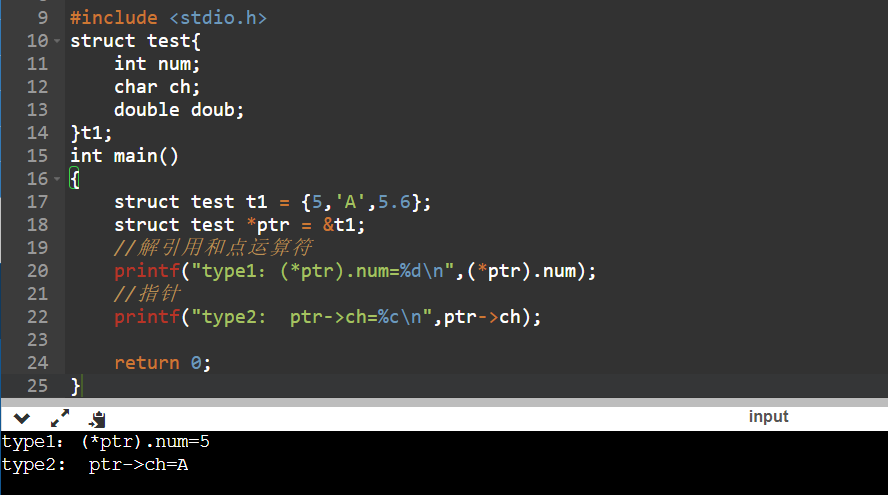 9 #include <stdio.h>
10 struct test{
11 int num;
12 char ch;
13 double doub;
14 }t1;
15 int main()
16 {
17 struct test t1 = {5,'A',5.6};
18 struct test *ptr = &t1;
19 //解引用和点运算符
20 printf("type1: (*ptr).num=%d\n",(*ptr).num);
21 //指针
22 printf("type2:  ptr->ch=%c\n",ptr->ch);
23
24 return 0;
25 }
input
type1: (*ptr).num=5
type2:  ptr->ch=A